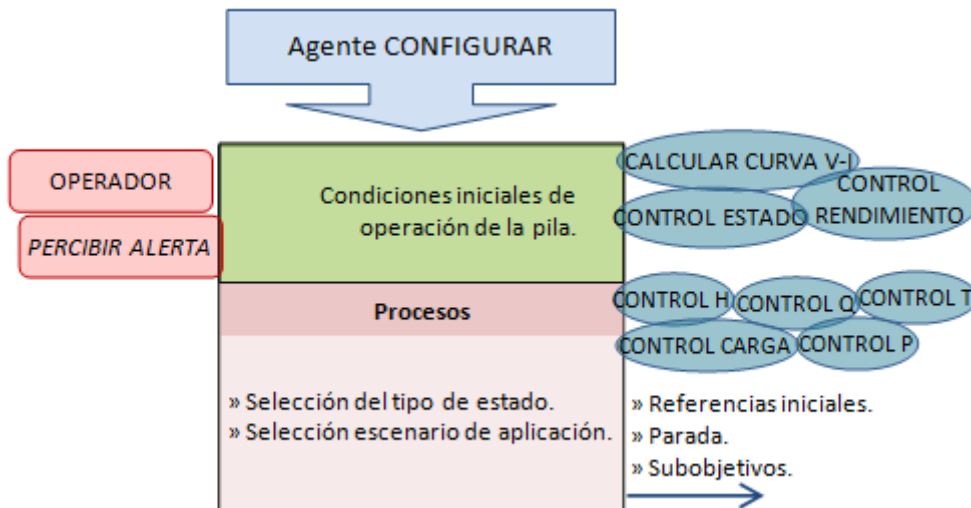 Agente CONFIGURAR
OPERADOR
PERCIBIR ALERTA
Condiciones iniciales de
operación de la pila.
CALCULAR CURVA V-I
CONTROL
RENDIMIENTO
CONTROL ESTADO
Procesos
CONTROL H
CONTROL Q
CONTROL T
CONTROL CARGA
CONTROL P
» Selección del tipo de estado.
» Selección escenario de aplicación.
» Referencias iniciales.
» Parada.
» Subobjetivos.